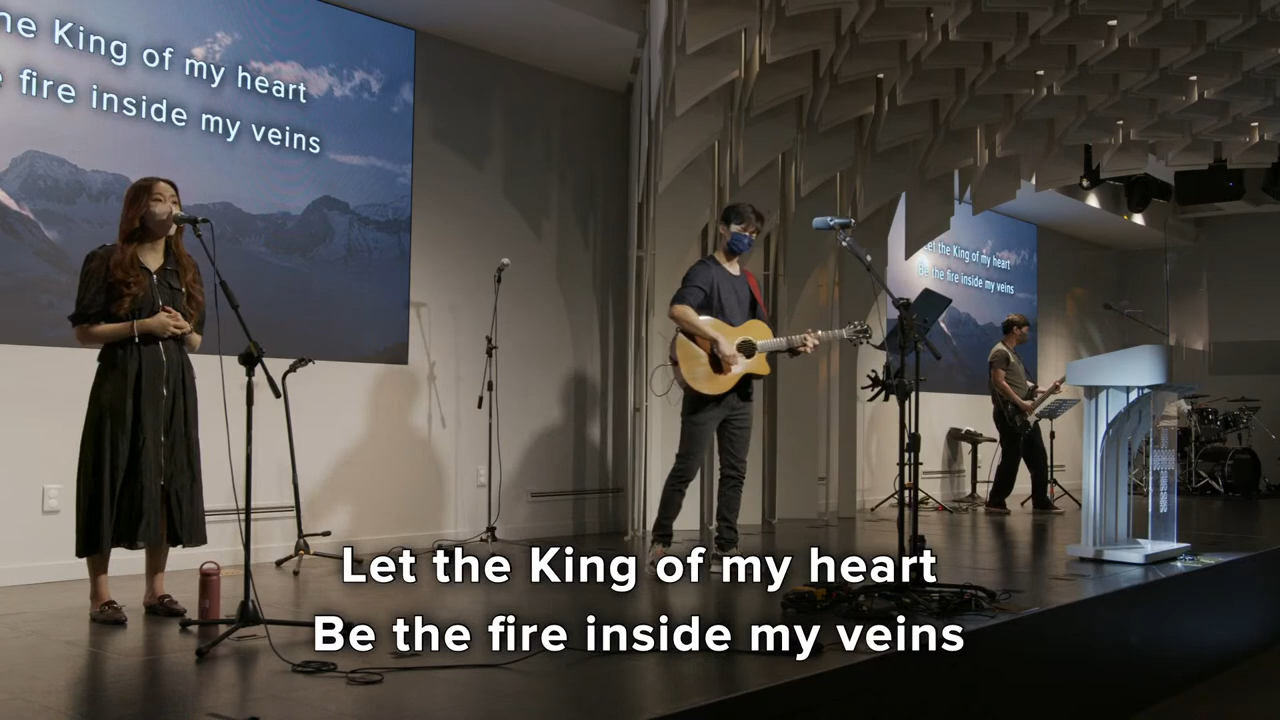 he King of my heart
fire inside my veins
Let the King of my heart
Be the fire inside my veins
Let the King of my heart
Be the fire inside my veins